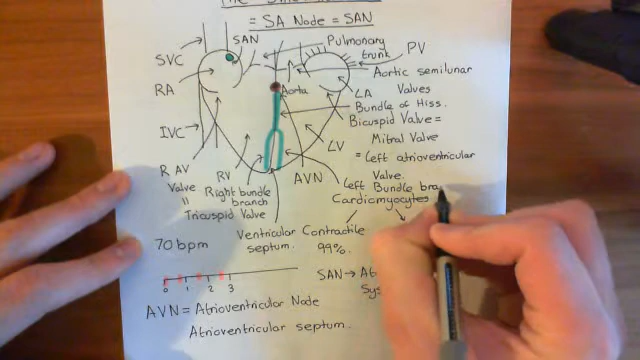 = SA Node = SAN
SAN
SVC
RA
IVC
R AV
Valve
"
Tricuspid Valve
RV
Right bundle
branch
Pulmonary
trunk
PV
Aortic semilunar
Valves
LA
Aorta
Bundle of Hiss.
Bicuspid Valve =
Mitral Valve
= Left atrioventricular
Valve.
LV
AVN
Left Bundle bra
Cardiomyocytes
Ventricular
septum.
Contractile
99%.
70 bpm
0 1 2 3
SAN →
AVN = Atrioventricular Node
Atrioventricular septum.